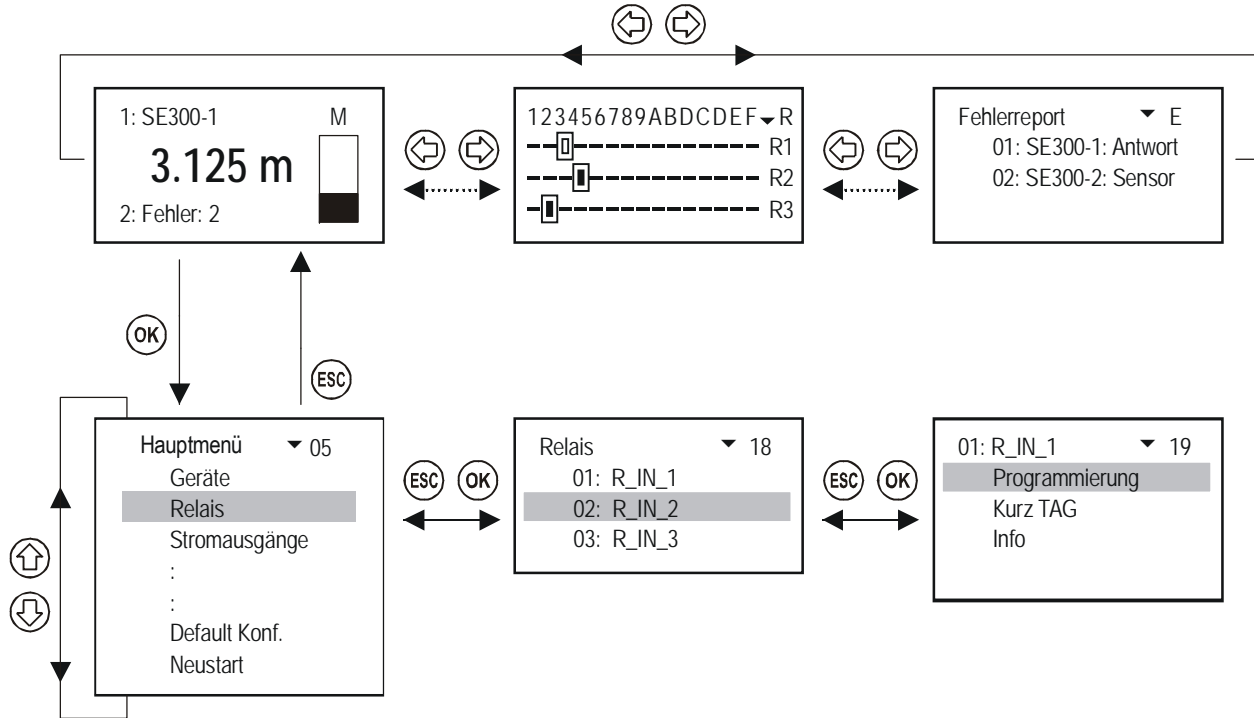 1: SE300-1 M
3.125 m
2: Fehler: 2
123456789ABDCDEF R
R1
R2
R3
Fehlerreport E
01: SE300-1: Antwort
02: SE300-2: Sensor
OK
ESC
Hauptmenü 05
Geräte
Relais
Stromausgänge
:
:
Default Konf.
Neustart
ESC OK
Relais 18
01: R_IN_1
02: R_IN_2
03: R_IN_3
ESC OK
01: R_IN_1 19
Programmierung
Kurz TAG
Info